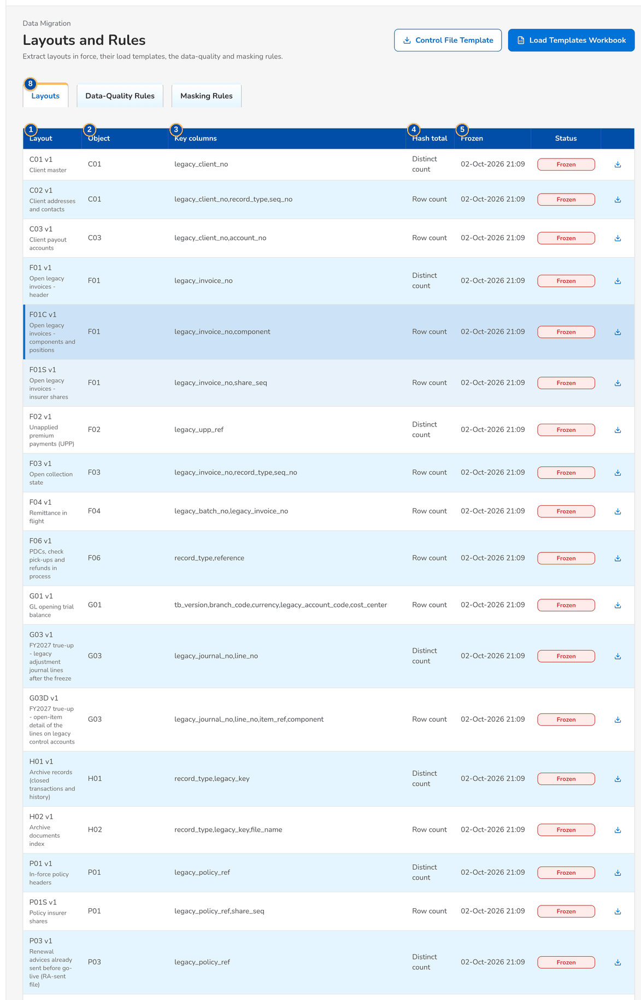 Data Migration
Layouts and Rules
Extract layouts in force, their load templates, the data-quality and masking rules.
Control File Template
Load Templates Workbook
8
Layouts
Data-Quality Rules
Masking Rules
1 2 3 4 5
Layout Object Key columns Hash total Frozen Status
C01 v1
Client master
C01
legacy_client_no
Distinct
count
02-Oct-2026 21:09
Frozen
C02 v1
Client addresses
and contacts
C01
legacy_client_no,record_type,seq_no
Row count
02-Oct-2026 21:09
Frozen
C03 v1
Client payout
accounts
C03
legacy_client_no,account_no
Row count
02-Oct-2026 21:09
Frozen
F01 v1
Open legacy
invoices -
header
F01
legacy_invoice_no
Distinct
count
02-Oct-2026 21:09
Frozen
F01C v1
Open legacy
invoices -
components and
positions
F01
legacy_invoice_no,component
Row count
02-Oct-2026 21:09
Frozen
F01S v1
Open legacy
invoices -
insurer shares
F01
legacy_invoice_no,share_seq
Row count
02-Oct-2026 21:09
Frozen
F02 v1
Unapplied
premium
payments (UPP)
F02
legacy_upp_ref
Distinct
count
02-Oct-2026 21:09
Frozen
F03 v1
Open collection
state
F03
legacy_invoice_no,record_type,seq_no
Row count
02-Oct-2026 21:09
Frozen
F04 v1
Remittance in
flight
F04
legacy_batch_no,legacy_invoice_no
Row count
02-Oct-2026 21:09
Frozen
F06 v1
PDCs, check
pick-ups and
refunds in
process
F06
record_type,reference
Row count
02-Oct-2026 21:09
Frozen
G01 v1
GL opening trial
balance
G01
tb_version,branch_code,currency,legacy_account_code,cost_center
Row count
02-Oct-2026 21:09
Frozen
G03 v1
FY2027 true-up
- legacy
adjustment
journal lines
after the freeze
G03
legacy_journal_no,line_no
Distinct
count
02-Oct-2026 21:09
Frozen
G03D v1
FY2027 true-up
- open-item
detail of the
lines on legacy
control accounts
G03
legacy_journal_no,line_no,item_ref,component
Row count
02-Oct-2026 21:09
Frozen
H01 v1
Archive records
(closed
transactions and
history)
H01
record_type,legacy_key
Distinct
count
02-Oct-2026 21:09
Frozen
H02 v1
Archive
documents
index
H02
record_type,legacy_key,file_name
Row count
02-Oct-2026 21:09
Frozen
P01 v1
In-force policy
headers
P01
legacy_policy_ref
Distinct
count
02-Oct-2026 21:09
Frozen
P01S v1
Policy insurer
shares
P01
legacy_policy_ref,share_seq
Row count
02-Oct-2026 21:09
Frozen
P03 v1
Renewal
advices already
sent before go-
live (RA-sent
file)
P03
legacy_policy_ref
Distinct
count
02-Oct-2026 21:09
Frozen